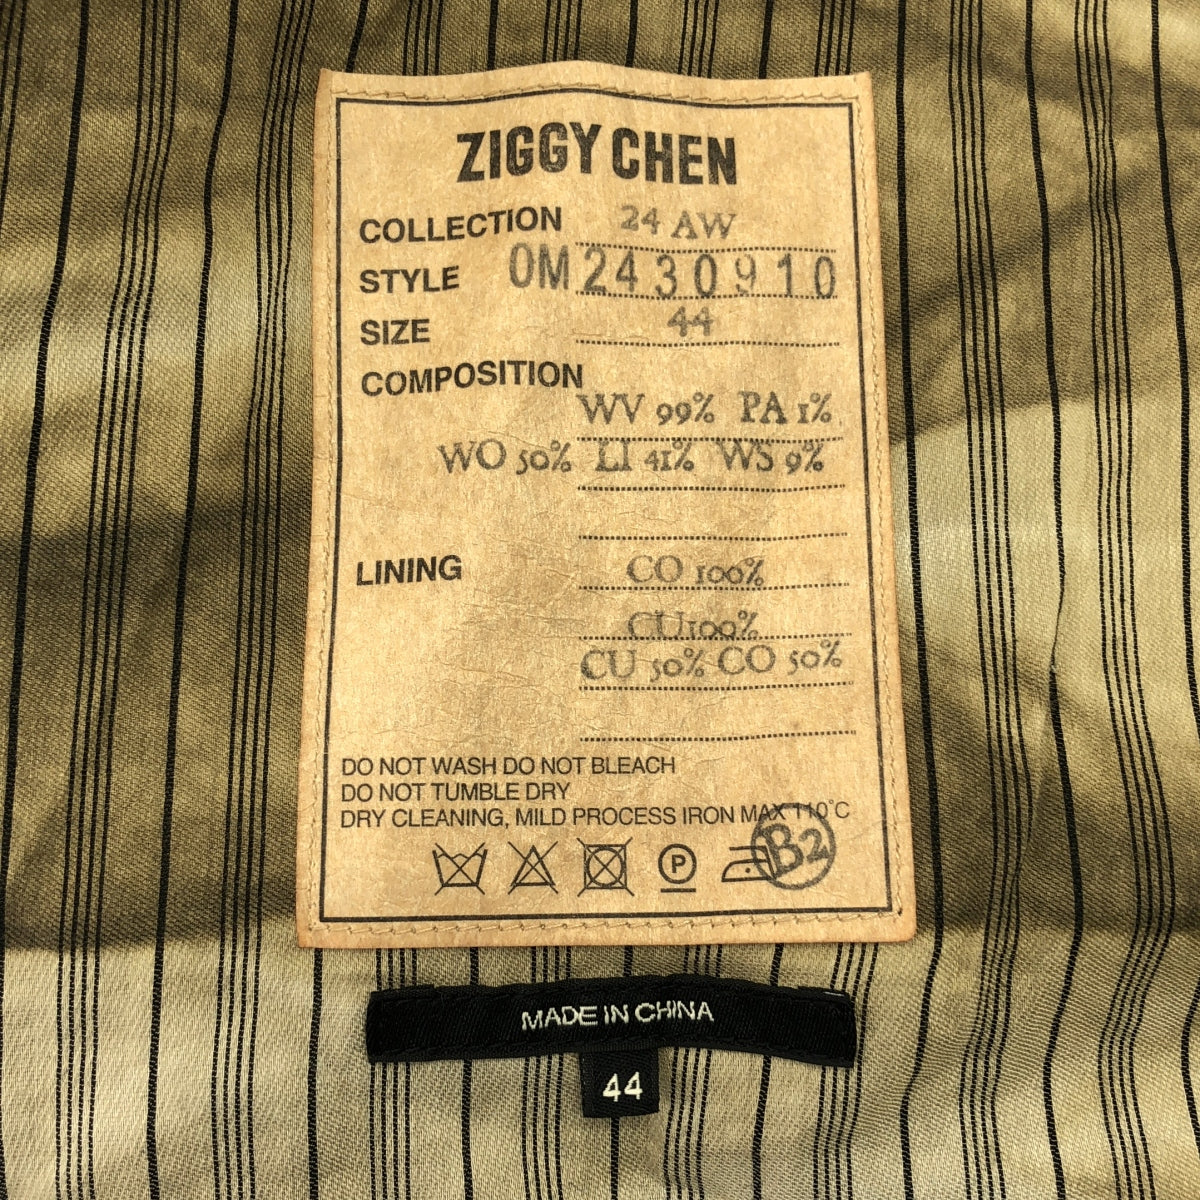 ZIGGY CHEN
COLLECTION 24 AW
STYLE 0M2430910
SIZE 44
COMPOSITION
WV 99% PA 1%
WO 50% LI 41% WS 9%
LINING CO 100%
CU100%
CU 50% CO 50%
DO NOT WASH DO NOT BLEACH
DO NOT TUMBLE DRY
DRY CLEANING, MILD PROCESS IRON MAX 110°C
P B2
MADE IN CHINA
44